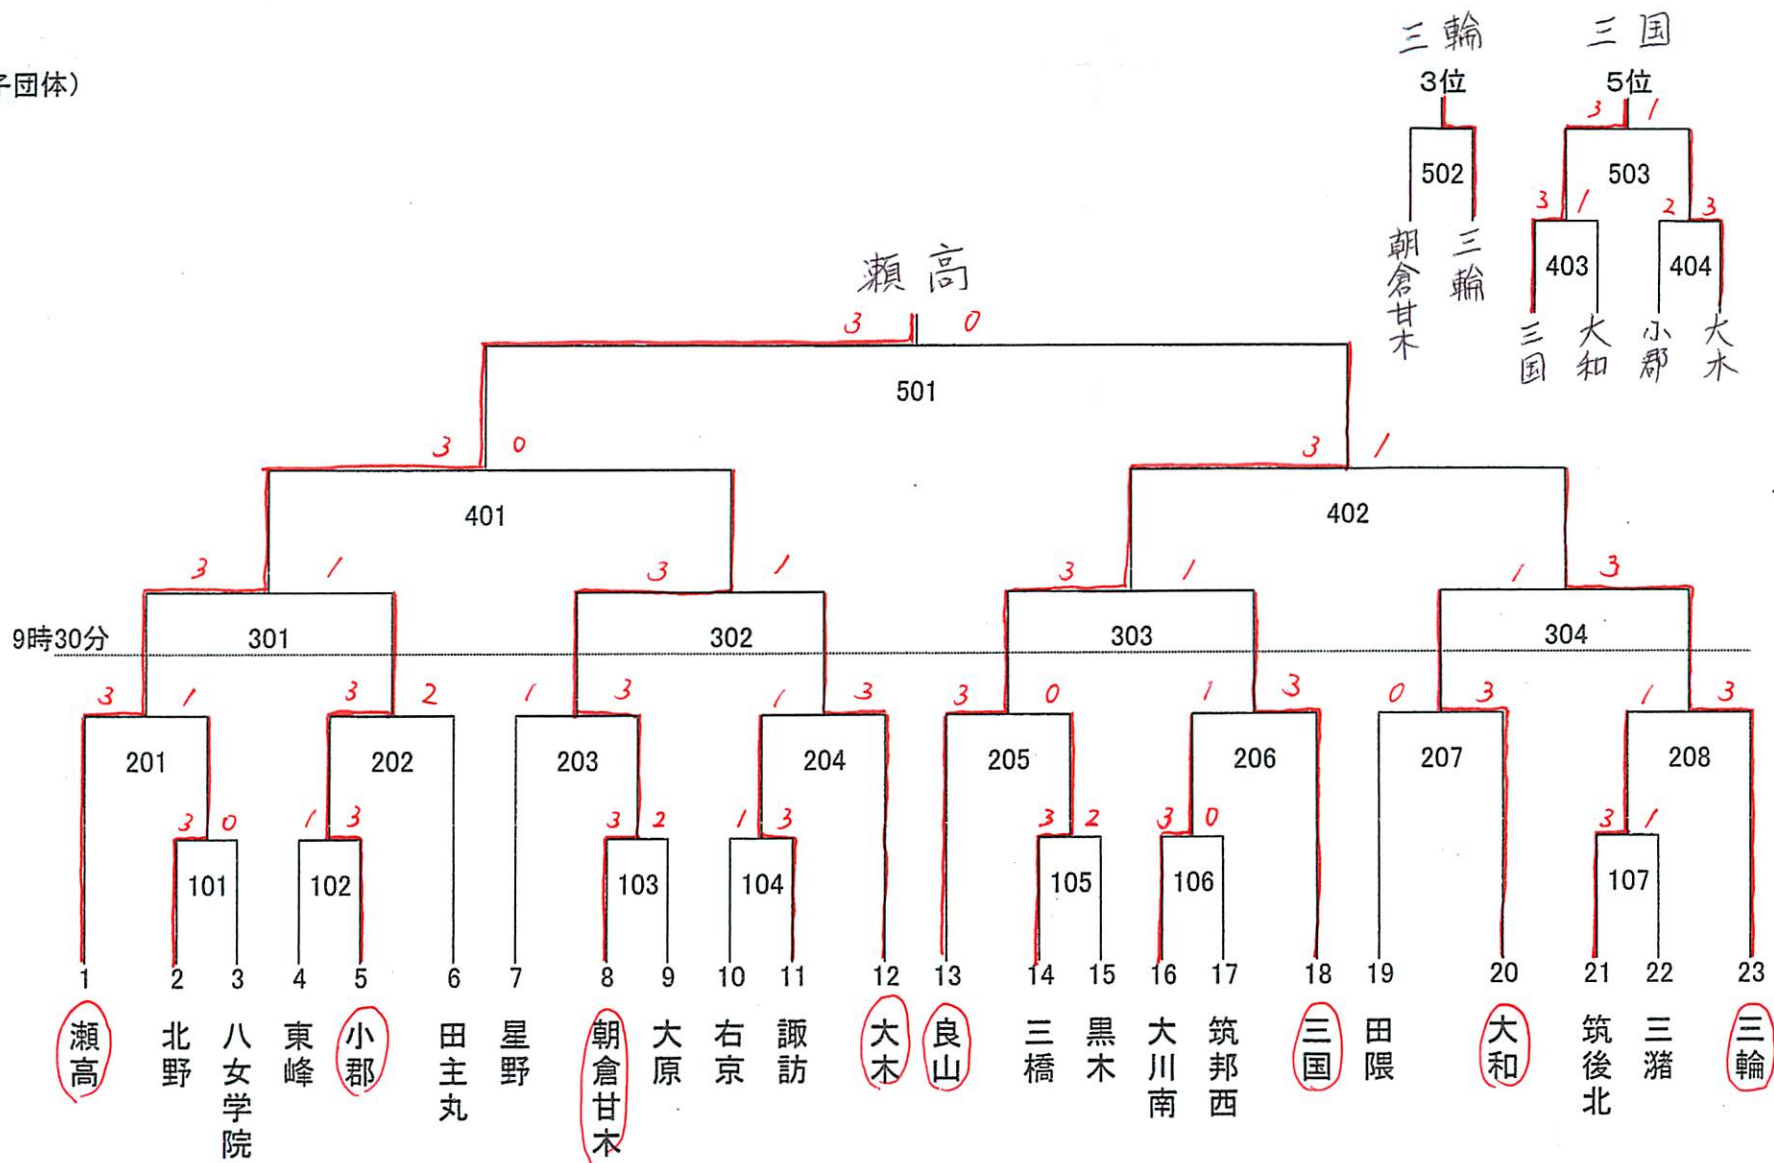 三輪 三国
子団体)
3位 5位
3 1
502 503
3 1 2 3
朝倉甘木 三輪 403 404
三国 大和 小郡 大木
瀬高
3 0
501
3 0 3 1
401 402
3 1 3 1 3 1 1 3
9時30分 301 302 303 304
3 1 3 2 1 3 1 3 3 0 1 3 0 3 1 3
201 202 203 204 205 206 207 208
3 0 1 3 3 2 1 3 3 2 3 0 3 1
101 102 103 104 105 106 107
1 2 3 4 5 6 7 8 9 10 11 12 13 14 15 16 17 18 19 20 21 22 23
瀬高 北野 八女学院 東峰 小郡 田主丸 星野 朝倉甘木 大原 右京 諏訪 大木 良山 三橋 黒木 大川南 筑邦西 三国 田隈 大和 筑後北 三潴 三輪